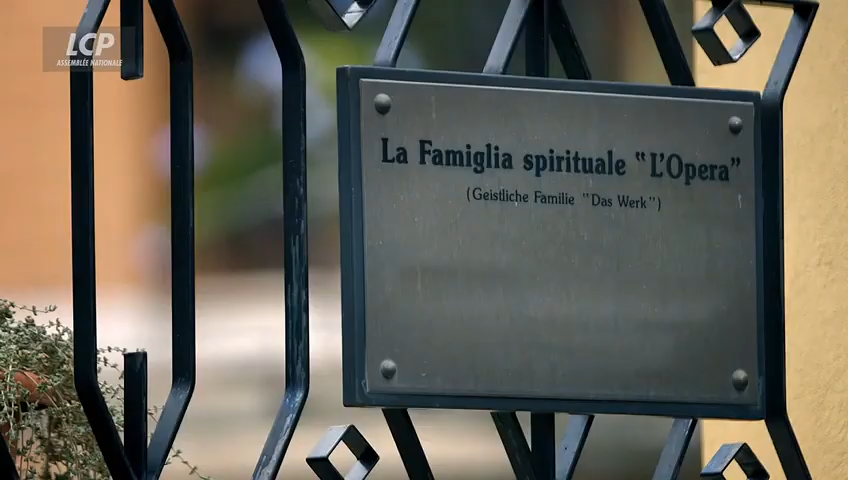 LCP
ASSEMBLÉE NATIONALE
La Famiglia spirituale "L'Opera"
(Geistliche Familie "Das Werk")